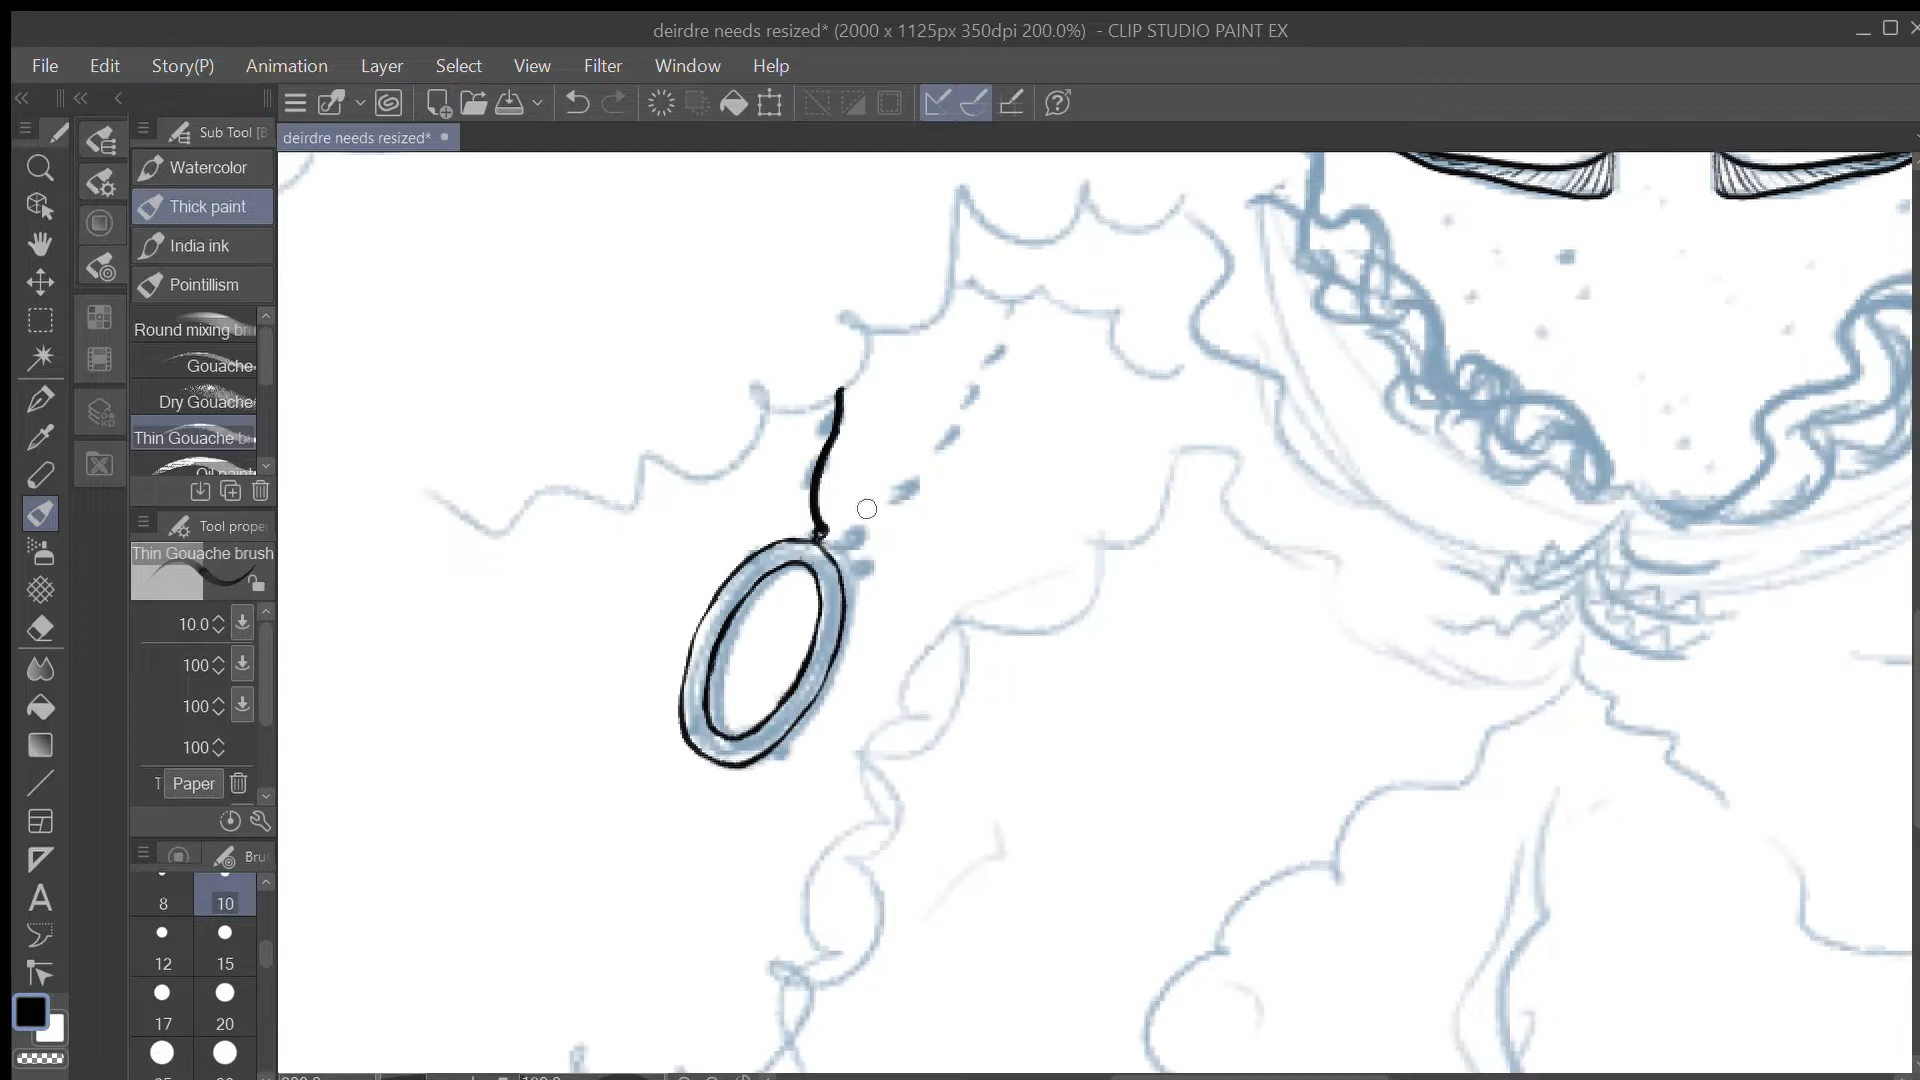 deirdre needs resized* (2000 x 1125px 350dpi 200.0%) - CLIP STUDIO PAINT EX
File Edit Story(P) Animation Layer Select View Filter Window Help
deirdre needs resized*
Sub Tool [B
Watercolor
Thick paint
India ink
Pointillism
Round mixing br
Gouache
Dry Gouache
Thin Gouache b
Oil paint
Tool prope
Thin Gouache brush
10.0
100
100
100
T Paper
Bru
8 10
12 15
17 20